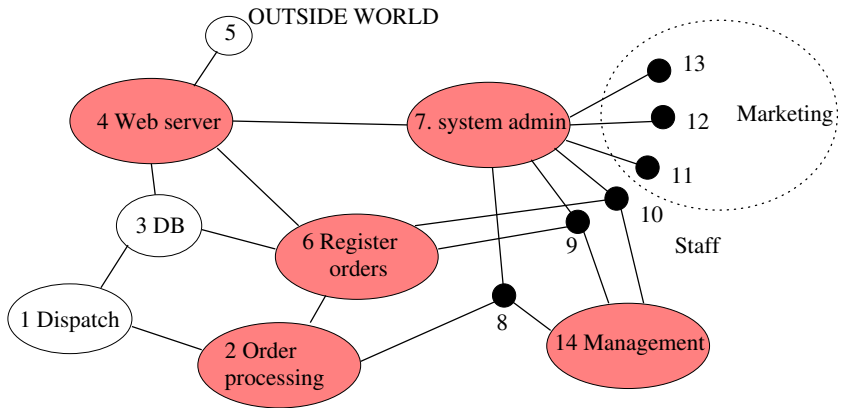 OUTSIDE WORLD
5
13
4 Web server
7. system admin
12
Marketing
11
3 DB
10
6 Register
orders
9
Staff
1 Dispatch
8
2 Order
processing
14 Management